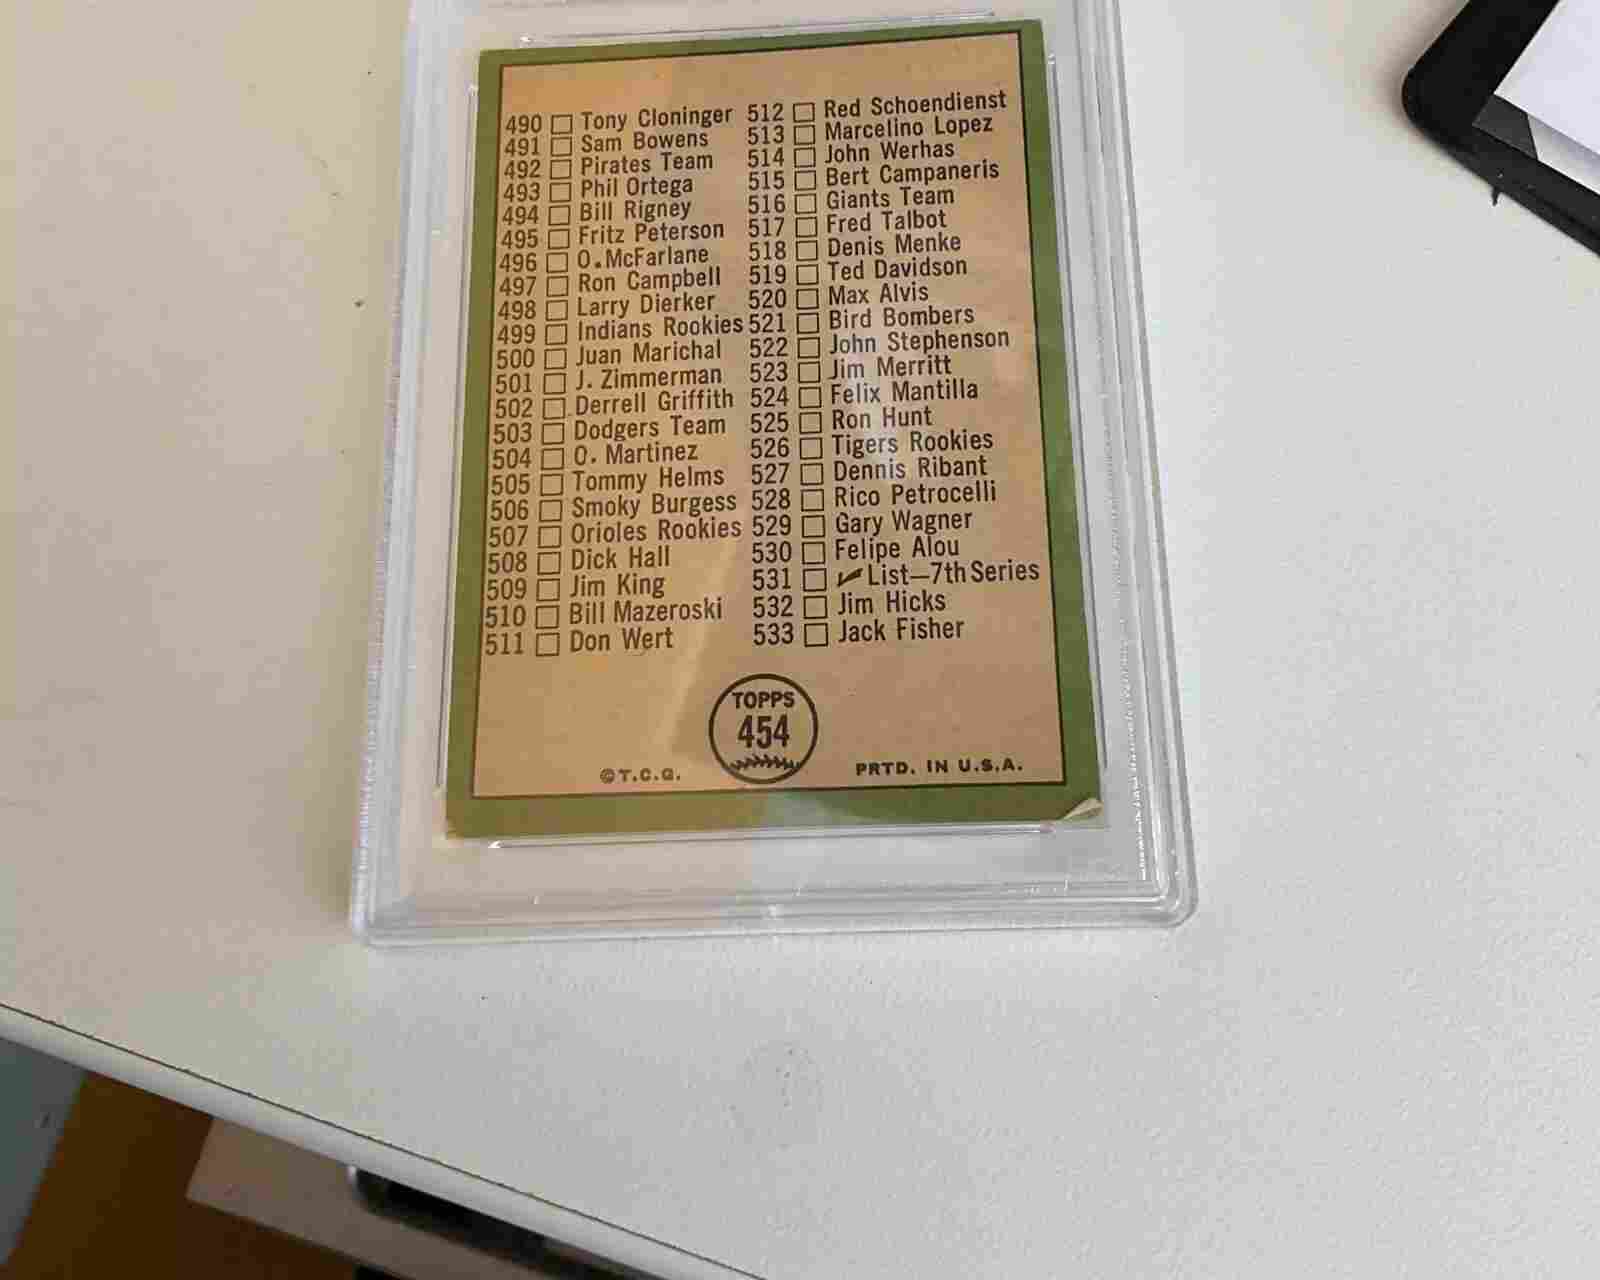 490 Tony Cloninger
491 Sam Bowens
492 Pirates Team
493 Phil Ortega
494 Bill Rigney
495 Fritz Peterson
496 O. McFarlane
497 Ron Campbell
498 Larry Dierker
499 Indians Rookies
500 Juan Marichal
501 J. Zimmerman
502 Derrell Griffith
503 Dodgers Team
504 O. Martinez
505 Tommy Helms
506 Smoky Burgess
507 Orioles Rookies
508 Dick Hall
509 Jim King
510 Bill Mazeroski
511 Don Wert
512 Red Schoendienst
513 Marcelino Lopez
514 John Werhas
515 Bert Campaneris
516 Giants Team
517 Fred Talbot
518 Denis Menke
519 Ted Davidson
520 Max Alvis
521 Bird Bombers
522 John Stephenson
523 Jim Merritt
524 Felix Mantilla
525 Ron Hunt
526 Tigers Rookies
527 Dennis Ribant
528 Rico Petrocelli
529 Gary Wagner
530 Felipe Alou
531 ✓List—7th Series
532 Jim Hicks
533 Jack Fisher
TOPPS
454
©T.C.G.
PRTD. IN U.S.A.